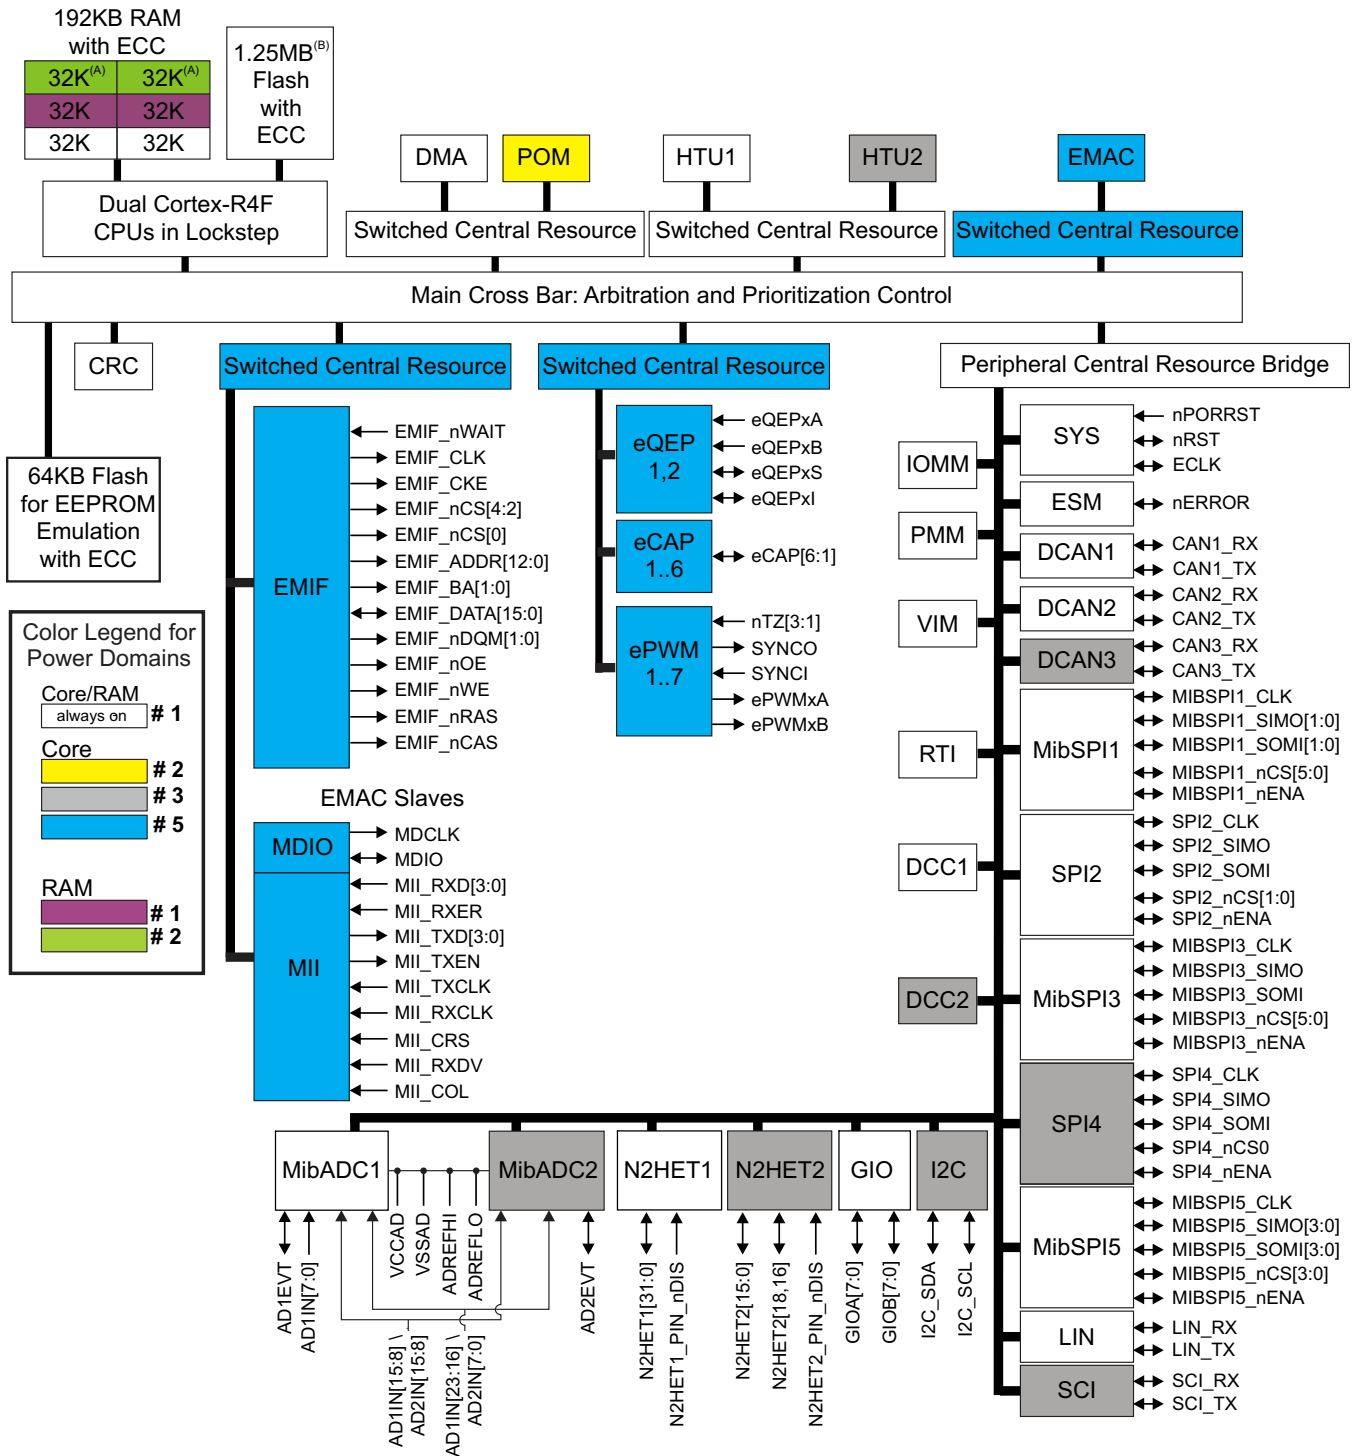 192KB RAM
with ECC
32K(A) 32K(A)
32K 32K
32K 32K
1.25MB(B)
Flash
with
ECC
DMA
POM
HTU1
HTU2
EMAC
Dual Cortex-R4F
CPUs in Lockstep
Switched Central Resource
Switched Central Resource
Switched Central Resource
Main Cross Bar: Arbitration and Prioritization Control
CRC
Switched Central Resource
Switched Central Resource
Peripheral Central Resource Bridge
64KB Flash
for EEPROM
Emulation
with ECC
Color Legend for
Power Domains
Core/RAM
always on
# 1
Core
# 2
# 3
# 5
RAM
# 1
# 2
EMIF
EMIF_nWAIT
EMIF_CLK
EMIF_CKE
EMIF_nCS[4:2]
EMIF_nCS[0]
EMIF_ADDR[12:0]
EMIF_BA[1:0]
EMIF_DATA[15:0]
EMIF_nDQM[1:0]
EMIF_nOE
EMIF_nWE
EMIF_nRAS
EMIF_nCAS
EMAC Slaves
MDIO
MDCLK
MDIO
MII
MII_RXD[3:0]
MII_RXER
MII_TXD[3:0]
MII_TXEN
MII_TXCLK
MII_RXCLK
MII_CRS
MII_RXDV
MII_COL
eQEP
1,2
eQEPxA
eQEPxB
eQEPxS
eQEPxI
eCAP
1..6
eCAP[6:1]
ePWM
1..7
nTZ[3:1]
SYNCO
SYNCI
ePWMxA
ePWMxB
IOMM
PMM
VIM
RTI
DCC1
DCC2
SYS
nPORRST
nRST
ECLK
ESM
nERROR
DCAN1
CAN1_RX
CAN1_TX
DCAN2
CAN2_RX
CAN2_TX
DCAN3
CAN3_RX
CAN3_TX
MibSPI1
MIBSPI1_CLK
MIBSPI1_SIMO[1:0]
MIBSPI1_SOMI[1:0]
MIBSPI1_nCS[5:0]
MIBSPI1_nENA
SPI2
SPI2_CLK
SPI2_SIMO
SPI2_SOMI
SPI2_nCS[1:0]
SPI2_nENA
MibSPI3
MIBSPI3_CLK
MIBSPI3_SIMO
MIBSPI3_SOMI
MIBSPI3_nCS[5:0]
MIBSPI3_nENA
SPI4
SPI4_CLK
SPI4_SIMO
SPI4_SOMI
SPI4_nCS0
SPI4_nENA
MibSPI5
MIBSPI5_CLK
MIBSPI5_SIMO[3:0]
MIBSPI5_SOMI[3:0]
MIBSPI5_nCS[3:0]
MIBSPI5_nENA
LIN
LIN_RX
LIN_TX
SCI
SCI_RX
SCI_TX
MibADC1
MibADC2
N2HET1
N2HET2
GIO
I2C
AD1EVT
AD1IN[7:0]
VCCAD
VSSAD
ADREFHI
ADREFLO
AD1IN[15:8] \
AD2IN[15:8]
AD1IN[23:16] \
AD2IN[7:0]
AD2EVT
N2HET1[31:0]
N2HET1_PIN_nDIS
N2HET2[15:0]
N2HET2[18,16]
N2HET2_PIN_nDIS
GIOA[7:0]
GIOB[7:0]
I2C_SDA
I2C_SCL